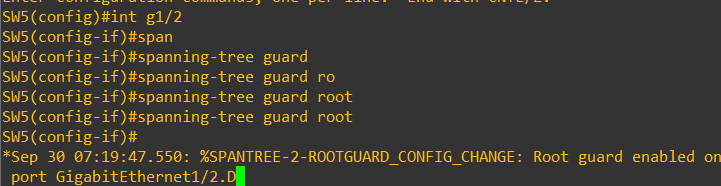 Enter configuration commands, one per line.  End with CNTL/Z.
SW5(config)#int g1/2
SW5(config-if)#span
SW5(config-if)#spanning-tree guard
SW5(config-if)#spanning-tree guard ro
SW5(config-if)#spanning-tree guard root
SW5(config-if)#spanning-tree guard root
SW5(config-if)#
*Sep 30 07:19:47.550: %SPANTREE-2-ROOTGUARD_CONFIG_CHANGE: Root guard enabled on
 port GigabitEthernet1/2.D